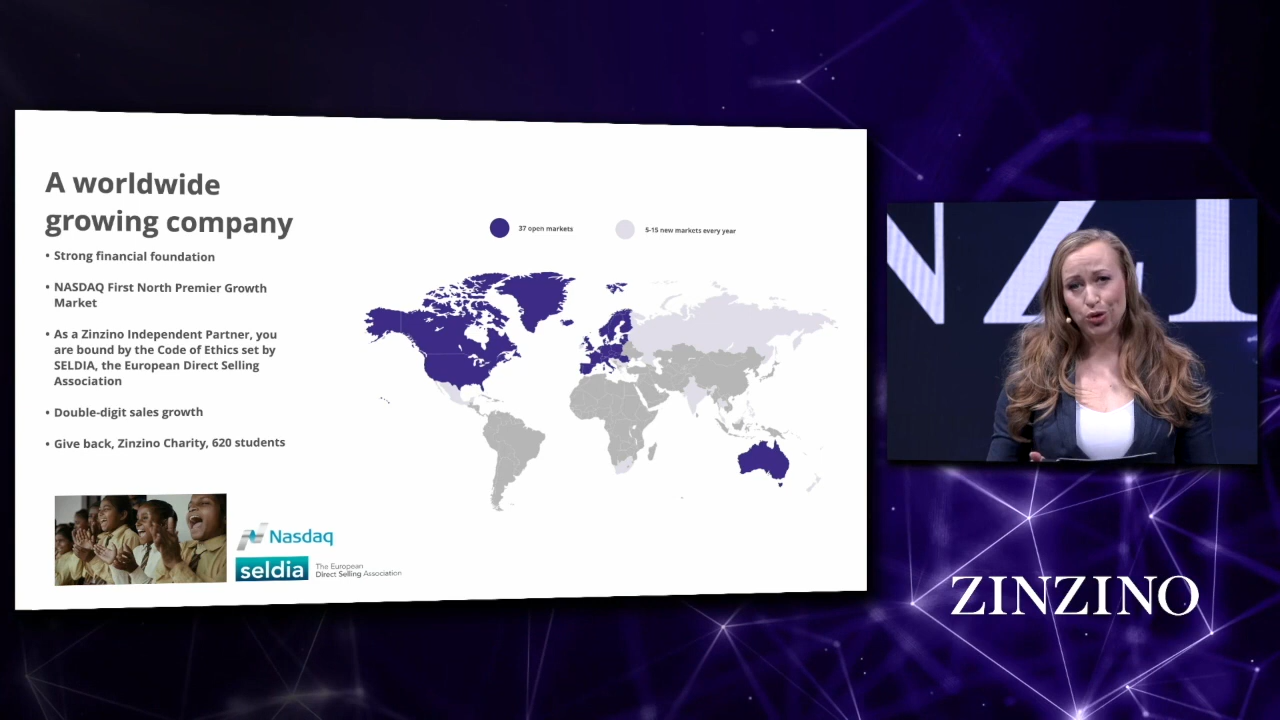 A worldwide
growing company
• Strong financial foundation
• NASDAQ First North Premier Growth
Market
• As a Zinzino Independent Partner, you
are bound by the Code of Ethics set by
SELDIA, the European Direct Selling
Association
• Double-digit sales growth
• Give back, Zinzino Charity, 620 students
37 open markets
5-15 new markets every year
Nasdaq
seldia
The European
Direct Selling Association
NZI
ZINZINO